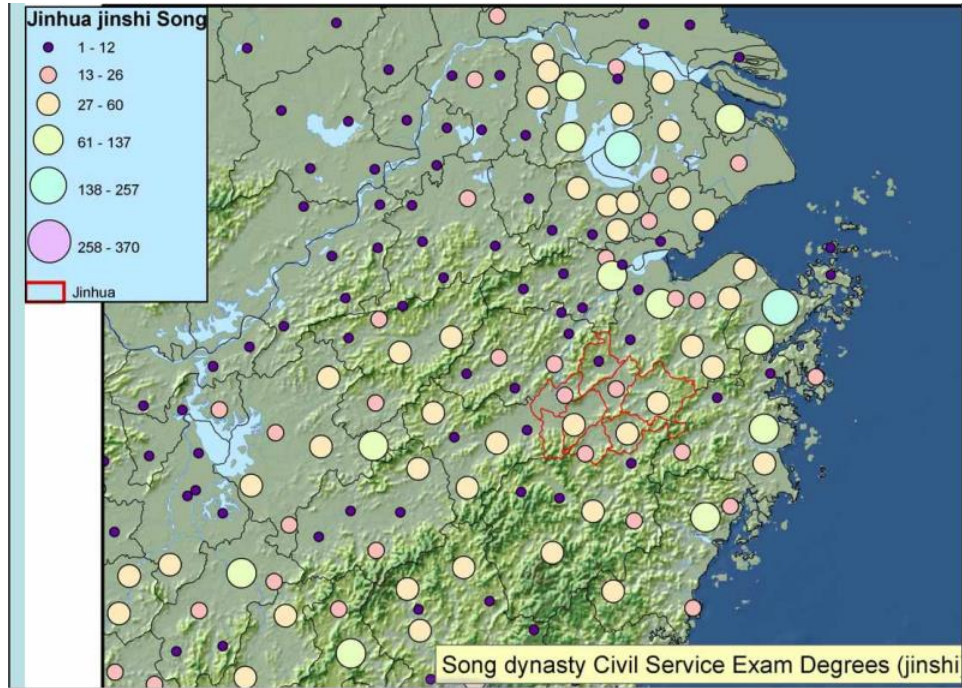 Jinhua jinshi Song
1 - 12
13 - 26
27 - 60
61 - 137
138 - 257
258 - 370
Jinhua
Song dynasty Civil Service Exam Degrees (jinshi